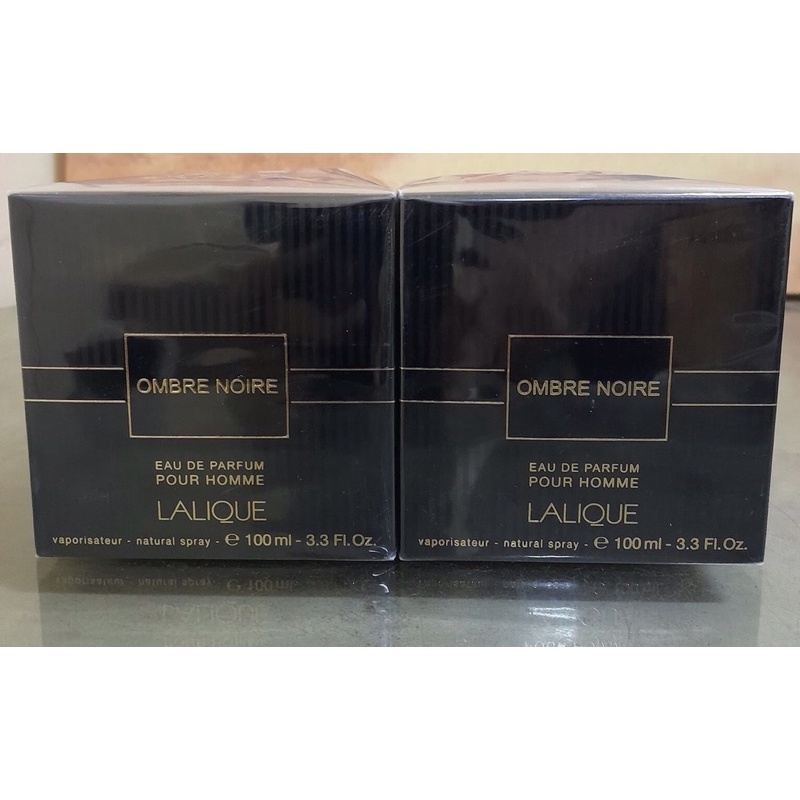 OMBRE NOIRE
EAU DE PARFUM
POUR HOMME
LALIQUE
vaporisateur - natural spray - ℮ 100 ml - 3.3 Fl.Oz.
OMBRE NOIRE
EAU DE PARFUM
POUR HOMME
LALIQUE
vaporisateur - natural spray - ℮ 100 ml - 3.3 Fl.Oz.